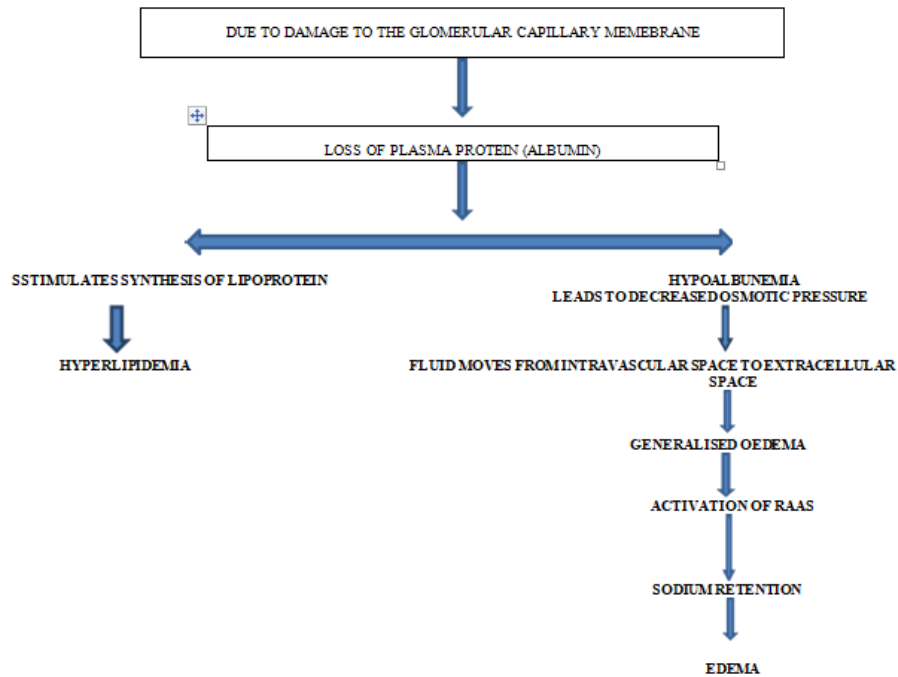 DUE TO DAMAGE TO THE GLOMERULAR CAPILLARY MEMEBRANE
LOSS OF PLASMA PROTEIN (ALBUMIN)
SSTIMULATES SYNTHESIS OF LIPOPROTEIN
HYPERLIPIDEMIA
HYPOALBUNEMIA
LEADS TO DECREASED OSMOTIC PRESSURE
FLUID MOVES FROM INTRAVASCULAR SPACE TO EXTRACELLULAR
SPACE
GENERALISED OEDEMA
ACTIVATION OF RAAS
SODIUM RETENTION
EDEMA